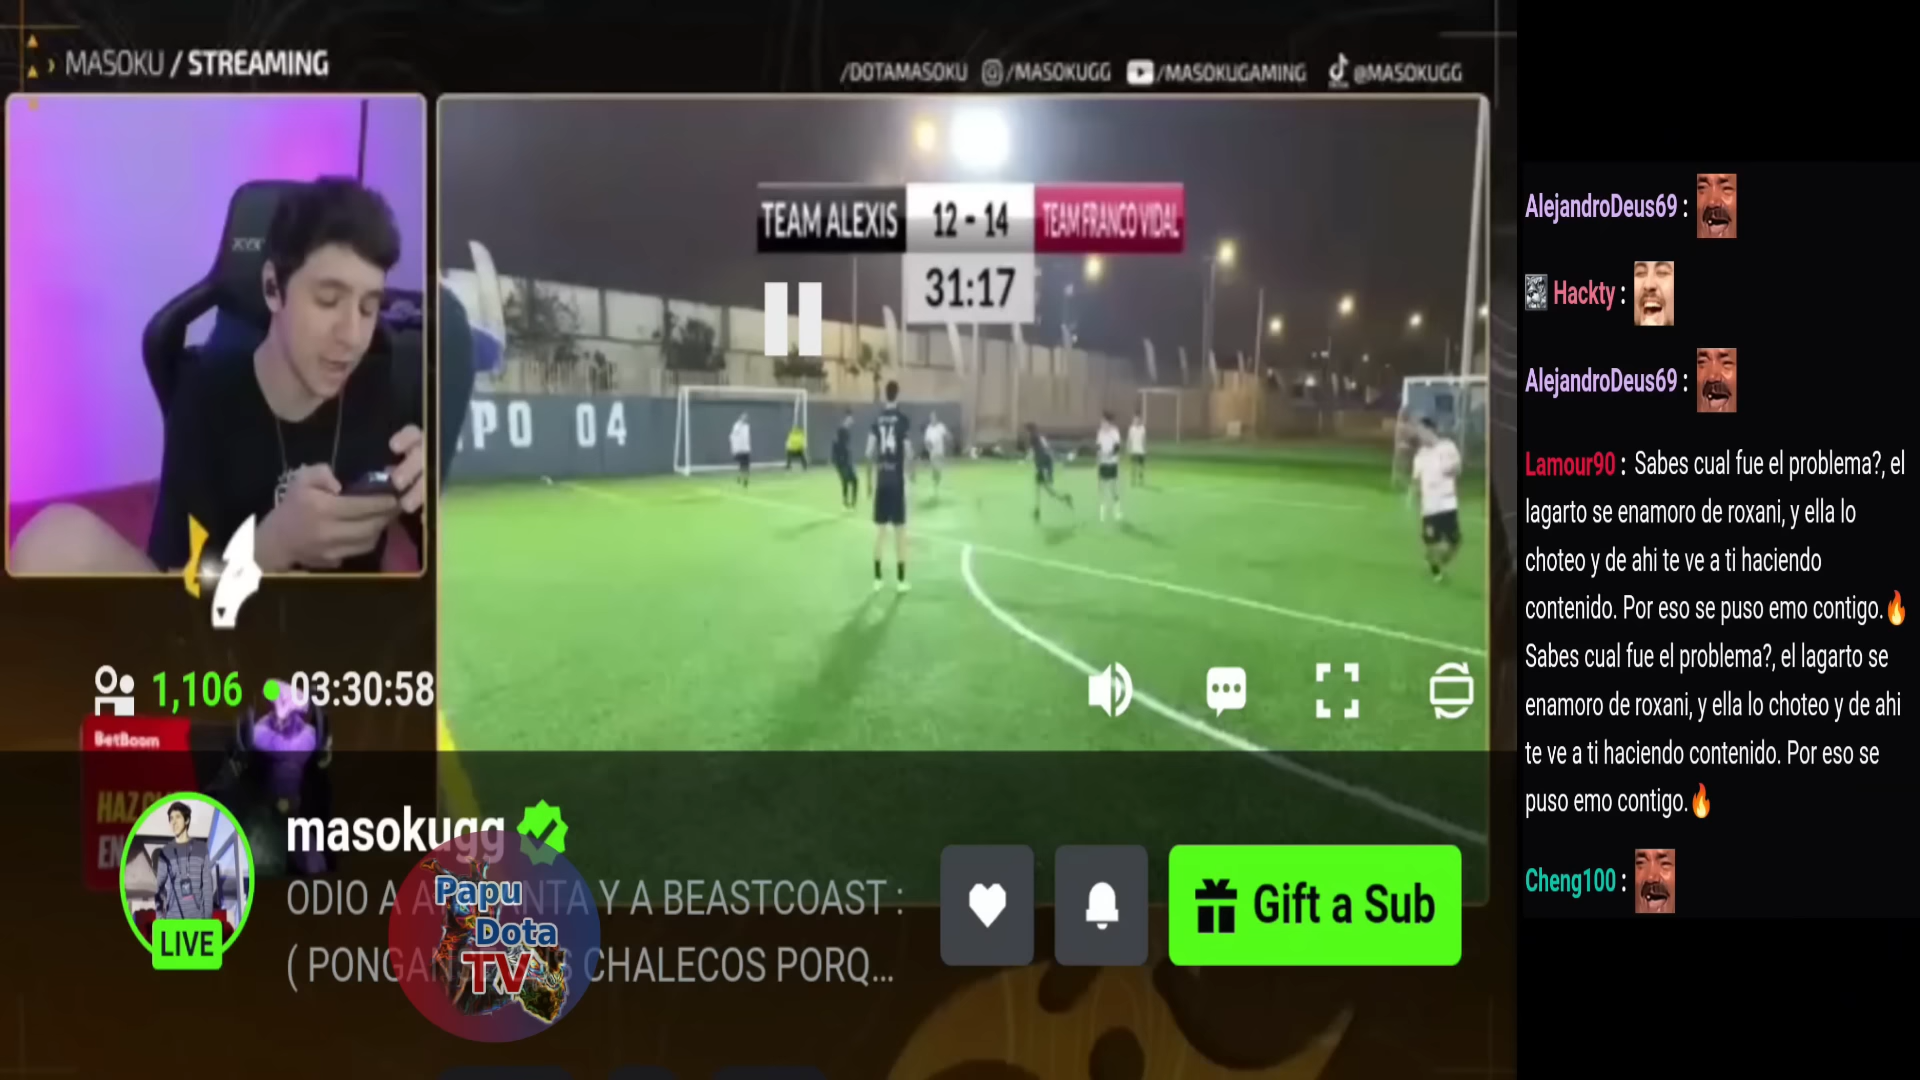 MASOKU / STREAMING
/DOTAMASOKU /MASOKUGG /MASOKUGAMING @MASOKUGG
TEAM ALEXIS 12 - 14 TEAM FRANCO VIDAL
31:17
PO 04
14
1,106 03:30:58
BetBoom
masokugg
ODIO A Y A BEASTCOAST :
( CHALECOS PORQ...
LIVE
Papu
Dota
TV
Gift a Sub
AlejandroDeus69 :
Hackty :
AlejandroDeus69 :
Lamour90 : Sabes cual fue el problema?, el
lagarto se enamoro de roxani, y ella lo
choteo y de ahi te ve a ti haciendo
contenido. Por eso se puso emo contigo.🔥
Sabes cual fue el problema?, el lagarto se
enamoro de roxani, y ella lo choteo y de ahi
te ve a ti haciendo contenido. Por eso se
puso emo contigo.🔥
Cheng100 :